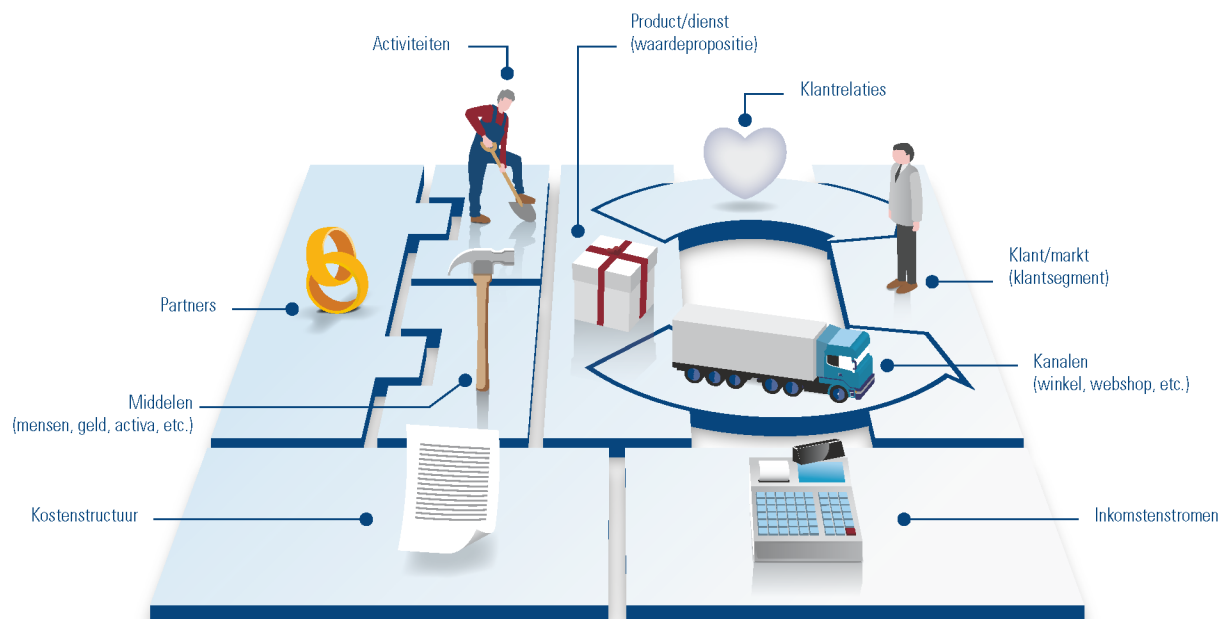 Product/dienst
(waardepropositie)
Activiteiten
Klantrelaties
Klant/markt
(klantsegment)
Partners
Kanalen
(winkel, webshop, etc.)
Middelen
(mensen, geld, activa, etc.)
Kostenstructuur
Inkomstenstromen